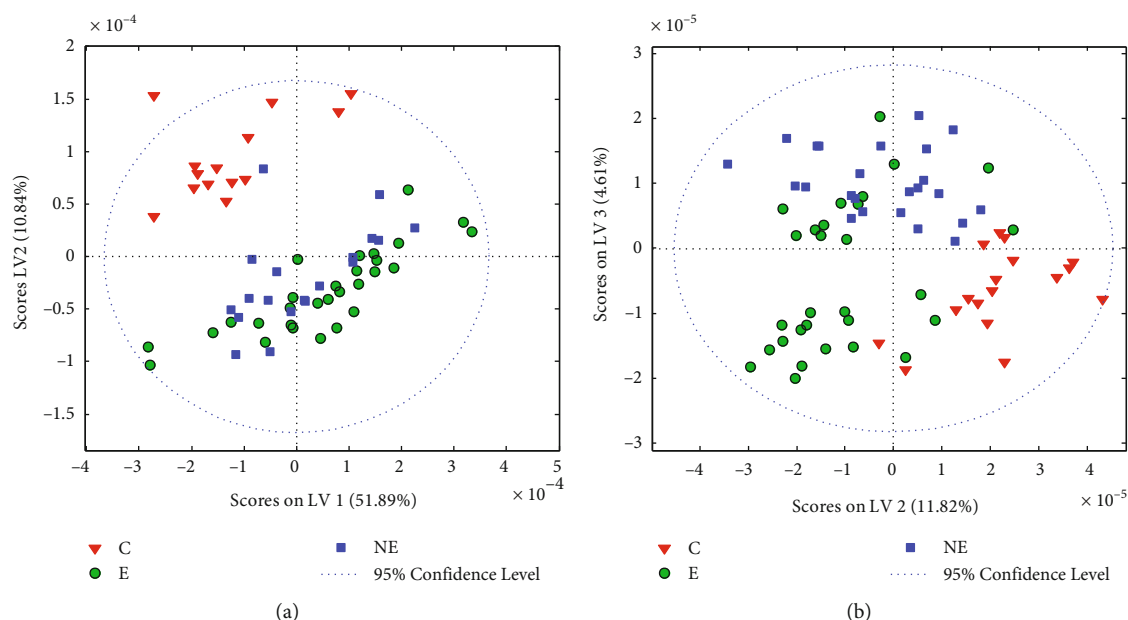 × 10⁻⁴
2
1.5
1
0.5
0
–0.5
–1
–1.5
Scores LV2 (10.84%)
–4
–3
–2
–1
0
1
2
3
4
Scores on LV 1 (51.89%)
× 10⁻⁴
C
E
NE
95% Confidence Level
(a)
× 10⁻⁵
3
2
1
0
–1
–2
–3
Scores on LV 3 (4.61%)
–4
–3
–2
–1
0
1
2
3
4
Scores on LV 2 (11.82%)
× 10⁻⁵
C
E
NE
95% Confidence Level
(b)